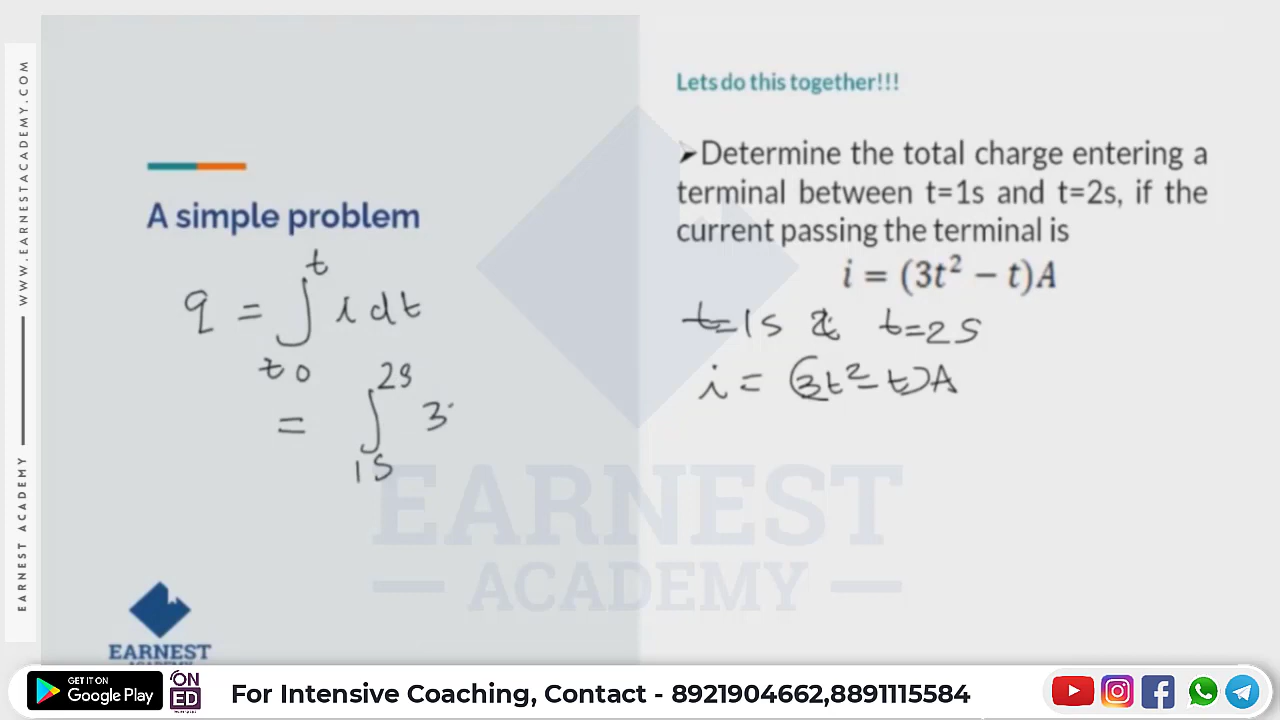 WWW.EARNESTACADEMY.COM
EARNEST ACADEMY
A simple problem
q = ∫ i dt
t
t0
= ∫ 3
2s
1s
EARNEST
ACADEMY
Lets do this together!!!
➤Determine the total charge entering a
terminal between t=1s and t=2s, if the
current passing the terminal is
i = (3t² − t)A
t=1s & t=2s
i = (3t² − t)A
EARNEST
ACADEMY
GET IT ON
Google Play
ON
ED
For Intensive Coaching, Contact - 8921904662,8891115584